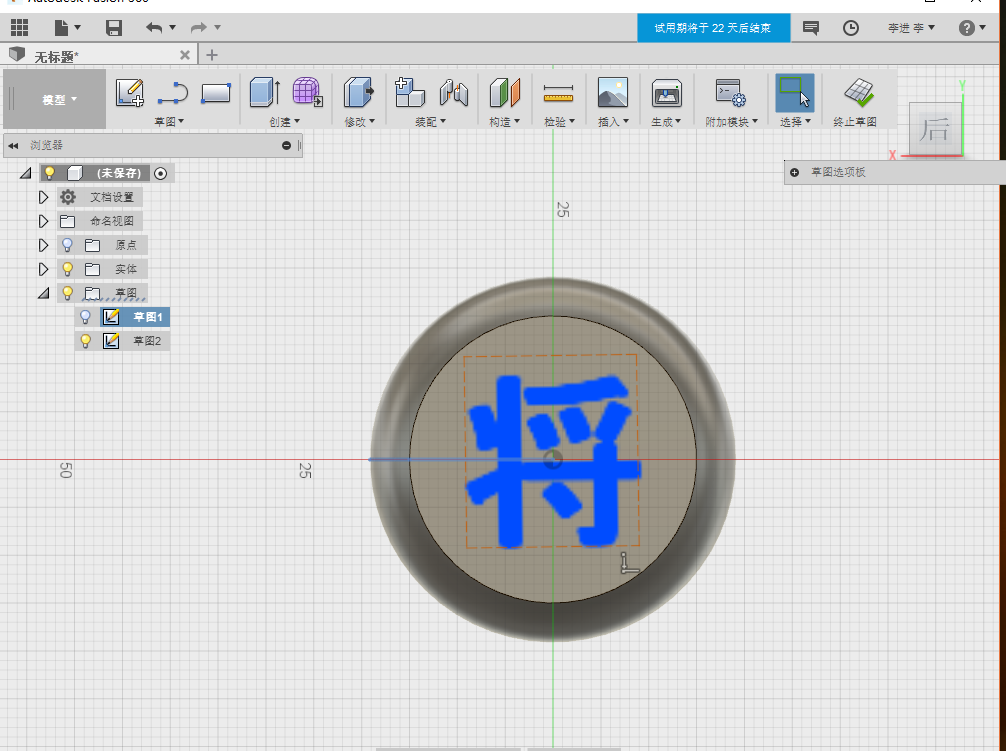 Autodesk Fusion 360
试用期将于 22 天后结束
李进 李
无标题*
模型
草图
创建
修改
装配
构造
检验
插入
生成
附加模块
选择
终止草图
浏览器
(未保存)
文档设置
命名视图
原点
实体
草图
草图1
草图2
草图选项板
Y
后
X
25
50
25
将